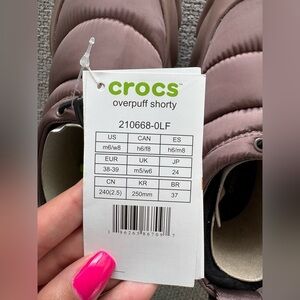 crocs™
overpuff shorty
210668-0LF
US CAN ES
m6/w8 h6/f8 h6/m8
EUR UK JP
38-39 m5/w6 24
CN KR BR
240(2.5) 250mm 37